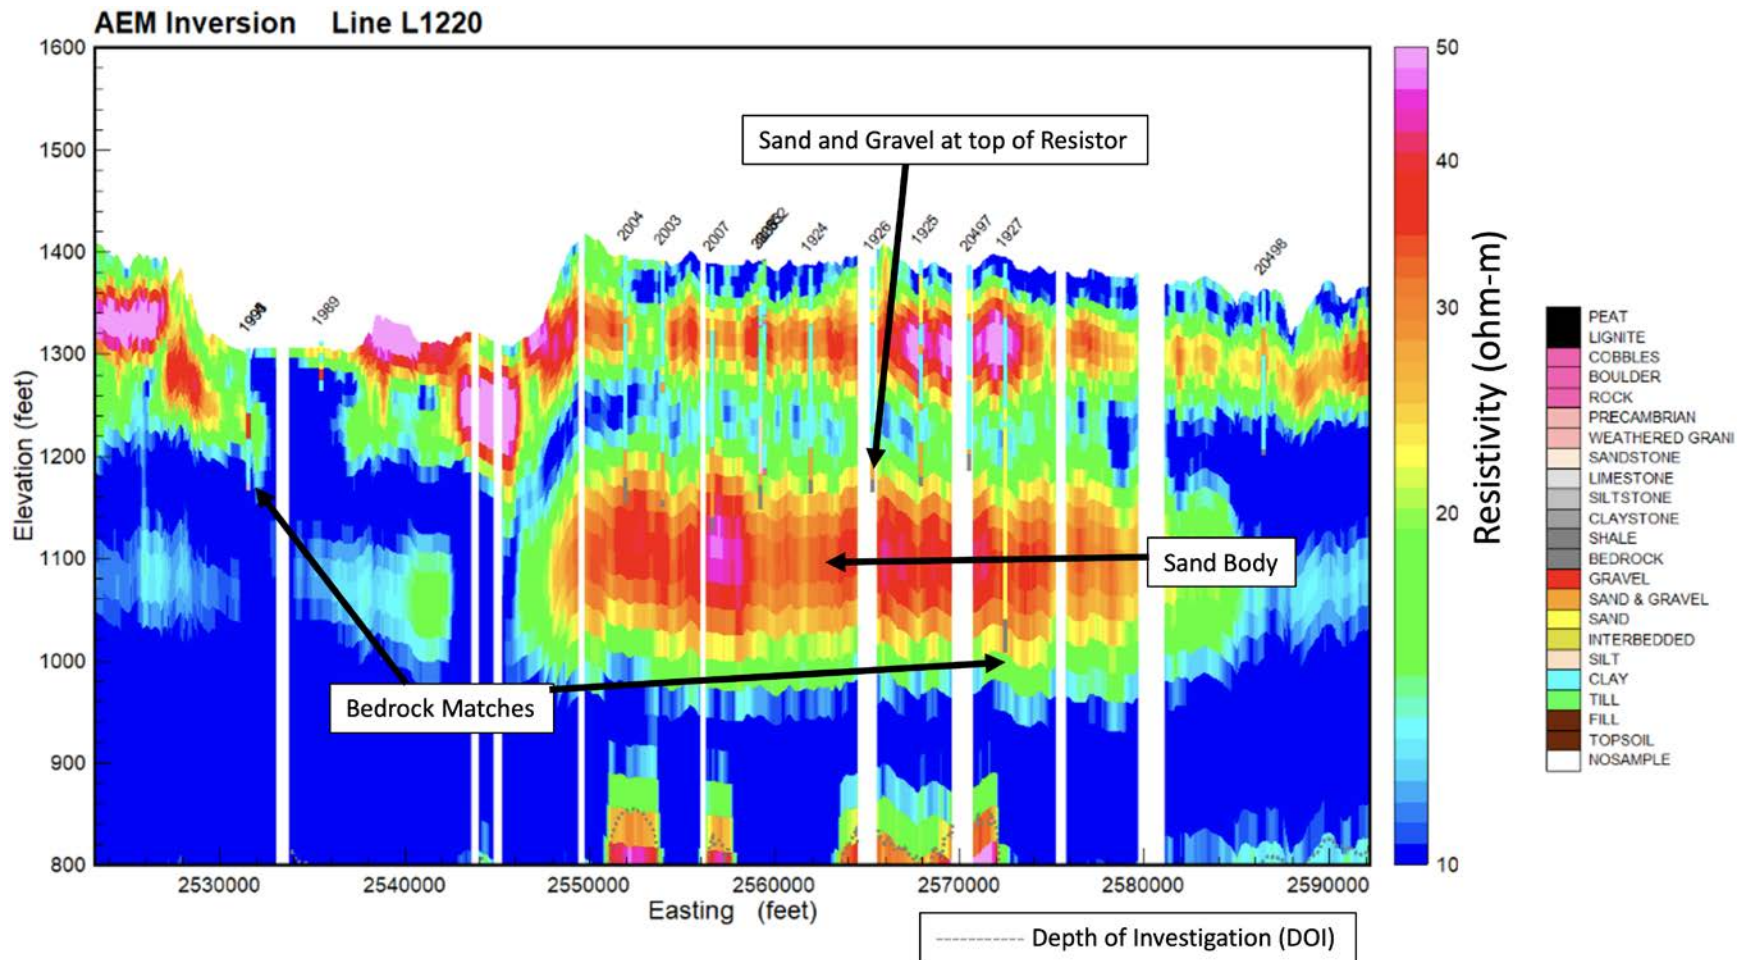 AEM Inversion Line L1220
1600
1500
1400
1300
1200
1100
1000
900
800
Elevation (feet)
Sand and Gravel at top of Resistor
1989
2004
2003
2007
1924
1926
1925
20497
1927
20498
Sand Body
Bedrock Matches
2530000
2540000
2550000
2560000
2570000
2580000
2590000
Easting (feet)
Depth of Investigation (DOI)
50
40
30
20
10
Resistivity (ohm-m)
PEAT
LIGNITE
COBBLES
BOULDER
ROCK
PRECAMBRIAN
WEATHERED GRANI
SANDSTONE
LIMESTONE
SILTSTONE
CLAYSTONE
SHALE
BEDROCK
GRAVEL
SAND & GRAVEL
SAND
INTERBEDDED
SILT
CLAY
TILL
FILL
TOPSOIL
NOSAMPLE